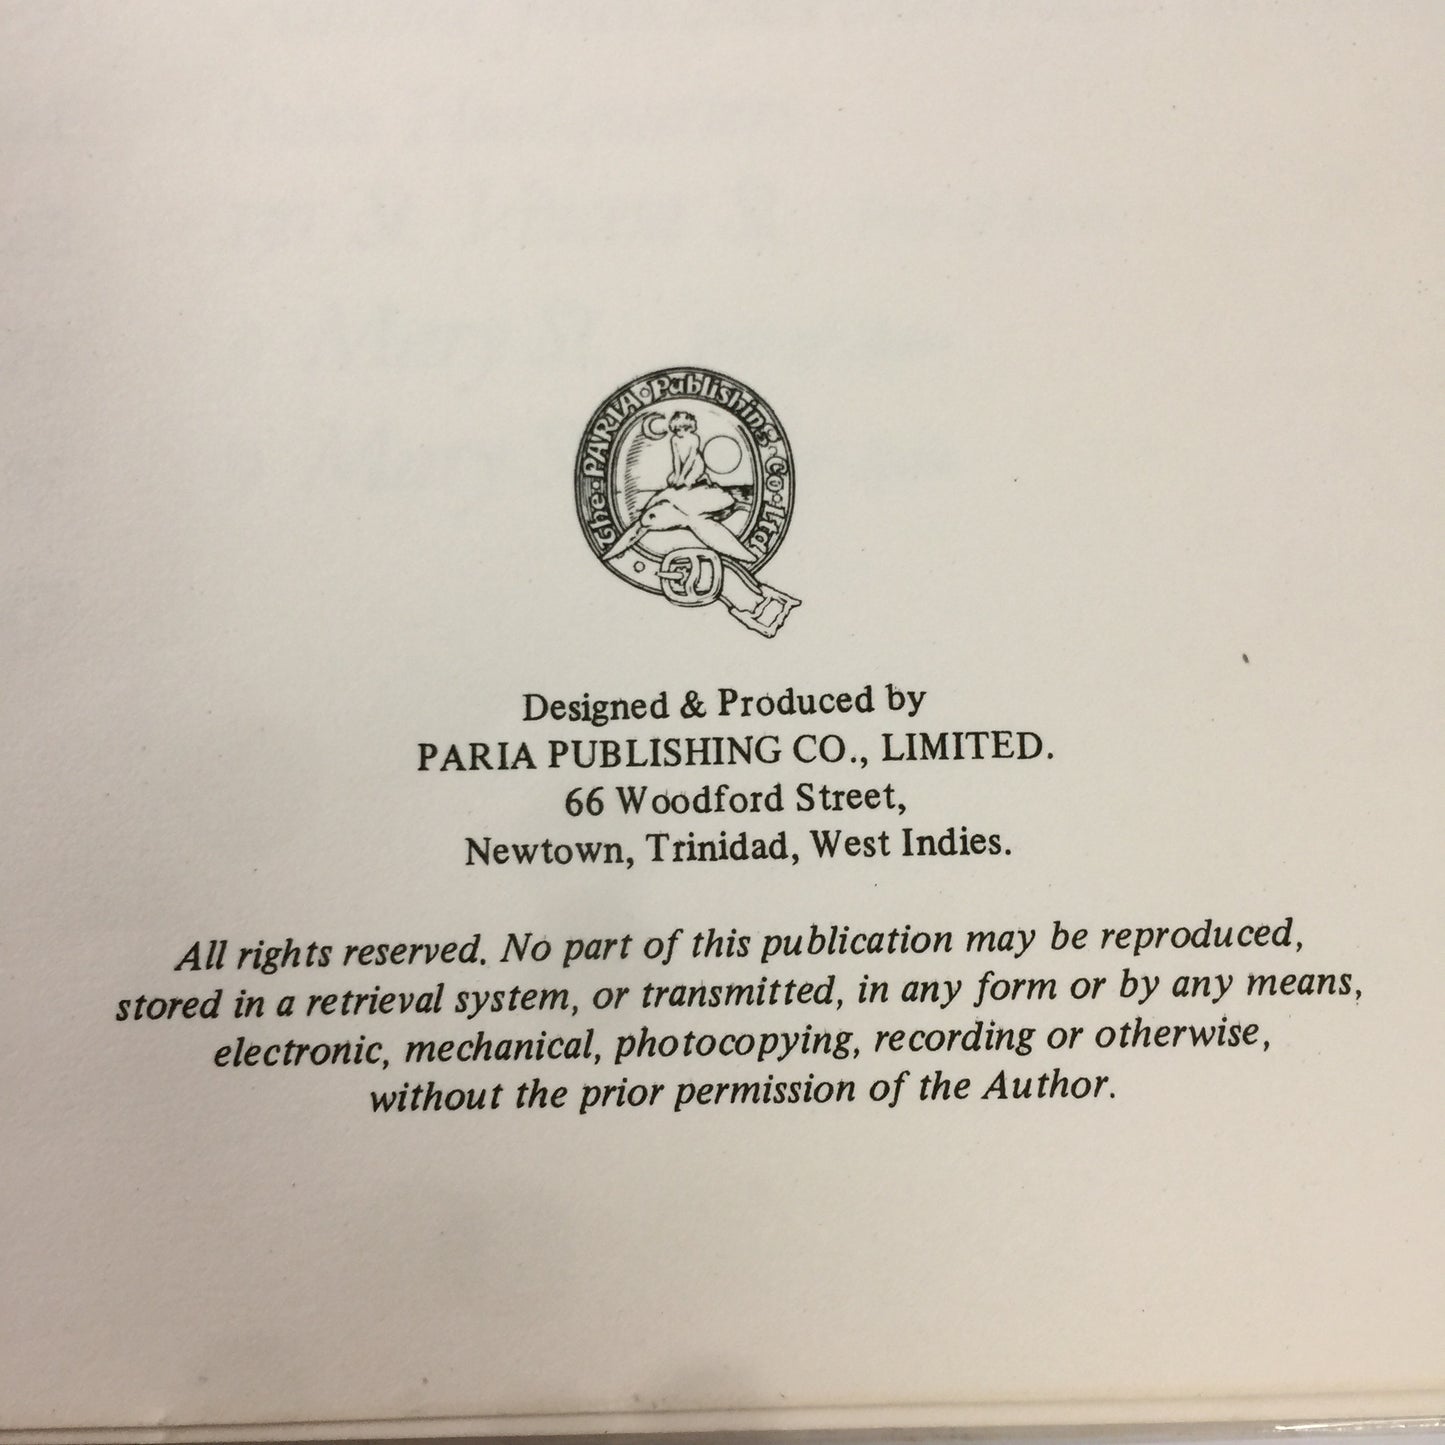 The · PARIA · Publishing · Co · Ltd
Designed & Produced by
PARIA PUBLISHING CO., LIMITED.
66 Woodford Street,
Newtown, Trinidad, West Indies.
All rights reserved. No part of this publication may be reproduced,
stored in a retrieval system, or transmitted, in any form or by any means,
electronic, mechanical, photocopying, recording or otherwise,
without the prior permission of the Author.